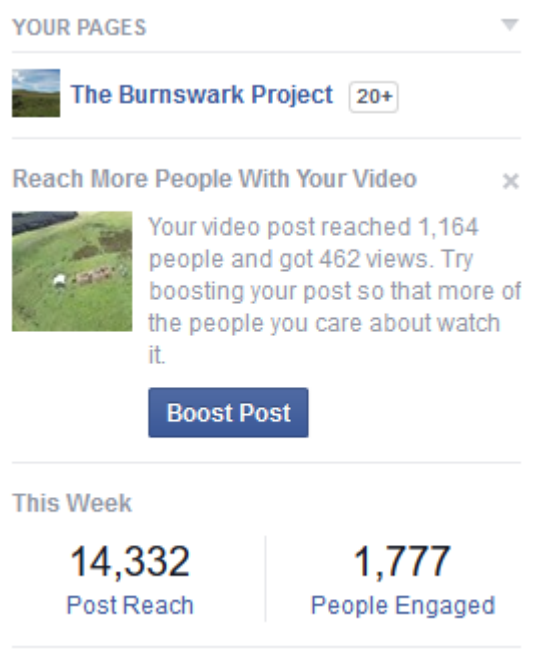 YOUR PAGES
The Burnswark Project 20+
Reach More People With Your Video
Your video post reached 1,164
people and got 462 views. Try
boosting your post so that more of
the people you care about watch
it.
Boost Post
This Week
14,332 1,777
Post Reach People Engaged